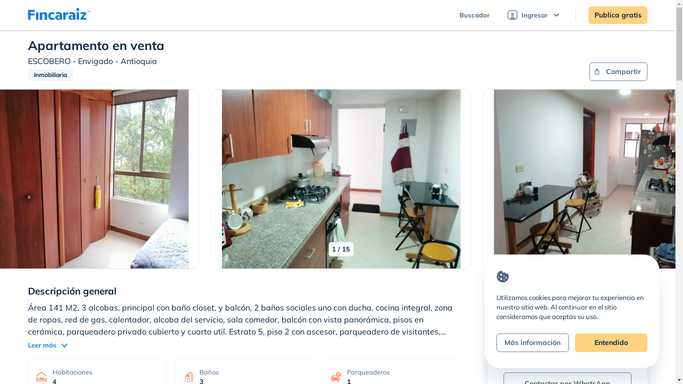 Fincaraiz
Buscador
Ingresar
Publica gratis
Apartamento en venta
ESCOBERO - Envigado - Antioquia
Inmobiliaria
Compartir
1 / 15
Descripción general
Área 141 M2, 3 alcobas, principal con baño closet, y balcón, 2 baños sociales uno con ducha, cocina integral, zona
de ropas, red de gas, calentador, alcoba del servicio, sala comedor, balcón con vista panorámica, pisos en
cerámica, parqueadero privado cubierto y cuarto util. Estrato 5, piso 2 con ascesor, parqueadero de visitantes,...
Leer más
Habitaciones
4
Baños
3
Parqueaderos
1
Utilizamos cookies para mejorar tu experiencia en
nuestro sitio web. Al continuar en el sitio
consideramos que aceptas su uso.
Más información
Entendido
Contactar por WhatsApp